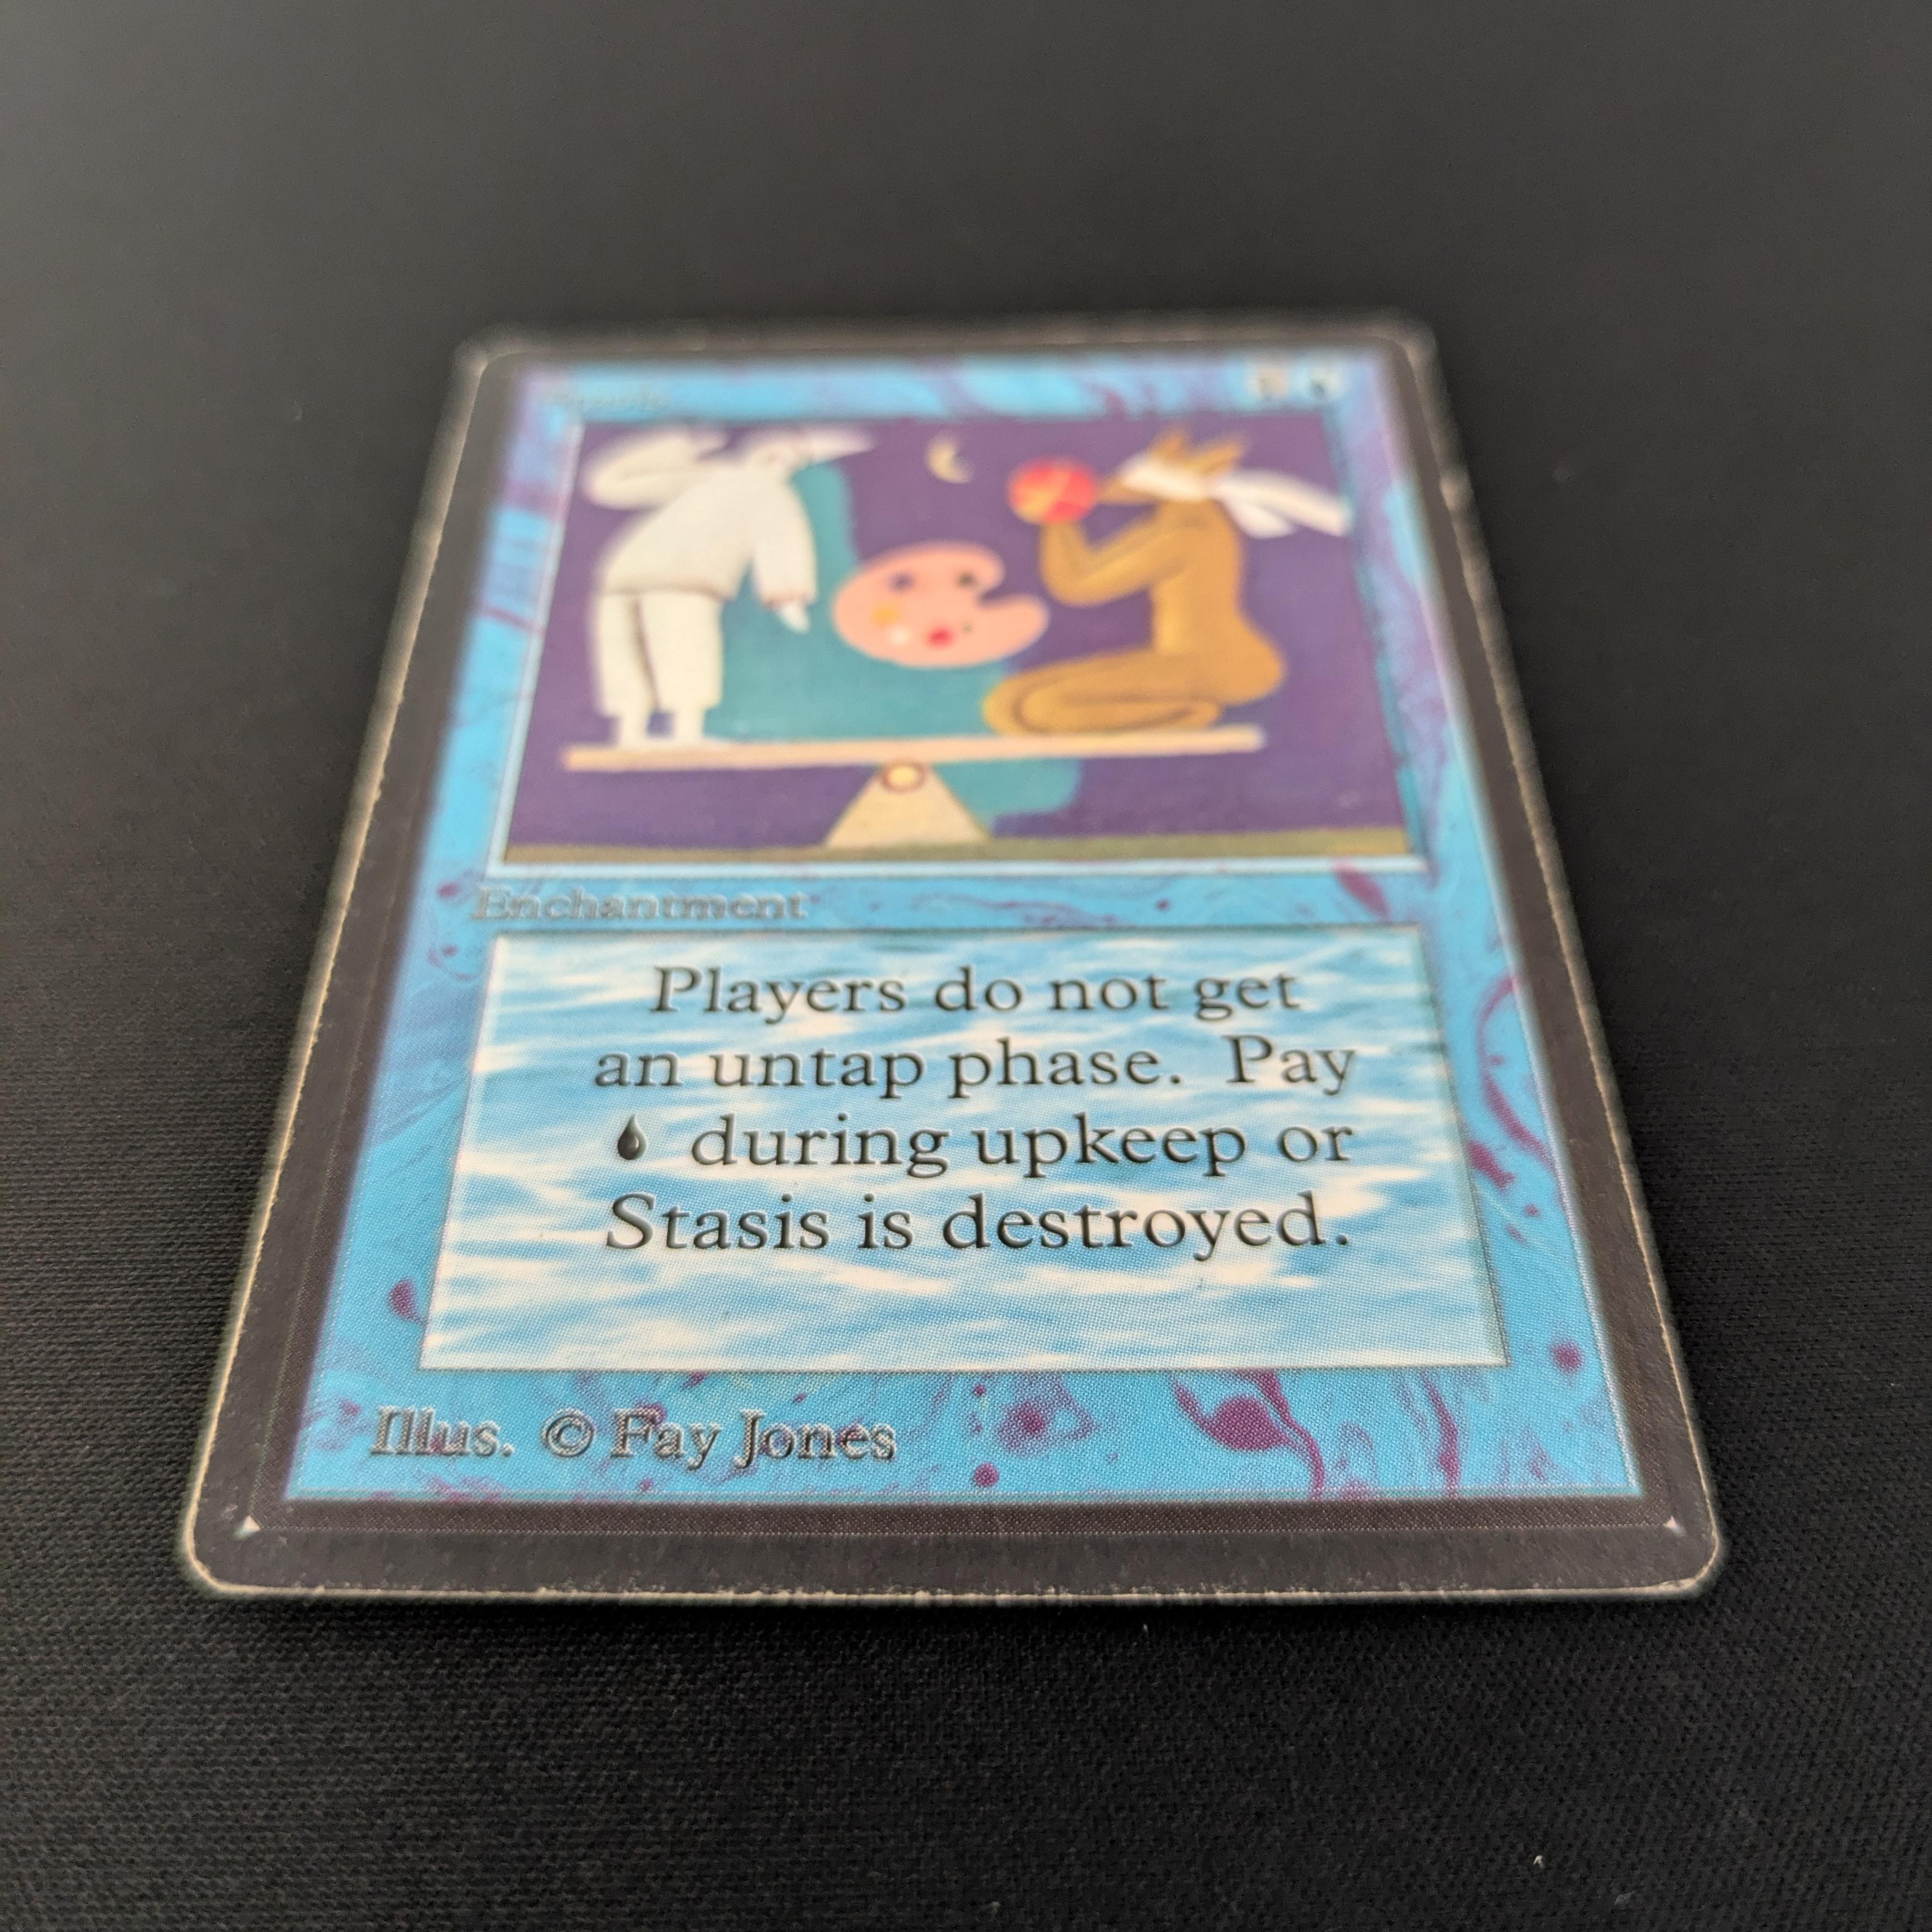 Enchantment
Players do not get
an untap phase. Pay
during upkeep or
Stasis is destroyed.
Illus. © Fay Jones